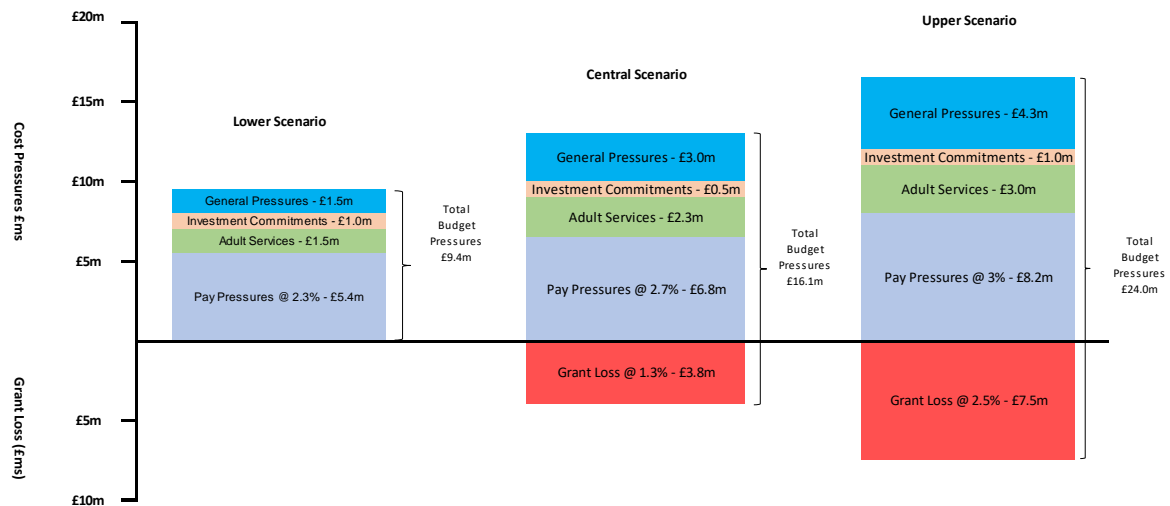 £20m
£15m
£10m
£5m
£5m
£10m
Cost Pressures £ms
Grant Loss (£ms)
Lower Scenario
General Pressures - £1.5m
Investment Commitments - £1.0m
Adult Services - £1.5m
Pay Pressures @ 2.3% - £5.4m
Total
Budget
Pressures
£9.4m
Central Scenario
General Pressures - £3.0m
Investment Commitments - £0.5m
Adult Services - £2.3m
Pay Pressures @ 2.7% - £6.8m
Grant Loss @ 1.3% - £3.8m
Total
Budget
Pressures
£16.1m
Upper Scenario
General Pressures - £4.3m
Investment Commitments - £1.0m
Adult Services - £3.0m
Pay Pressures @ 3% - £8.2m
Grant Loss @ 2.5% - £7.5m
Total
Budget
Pressures
£24.0m